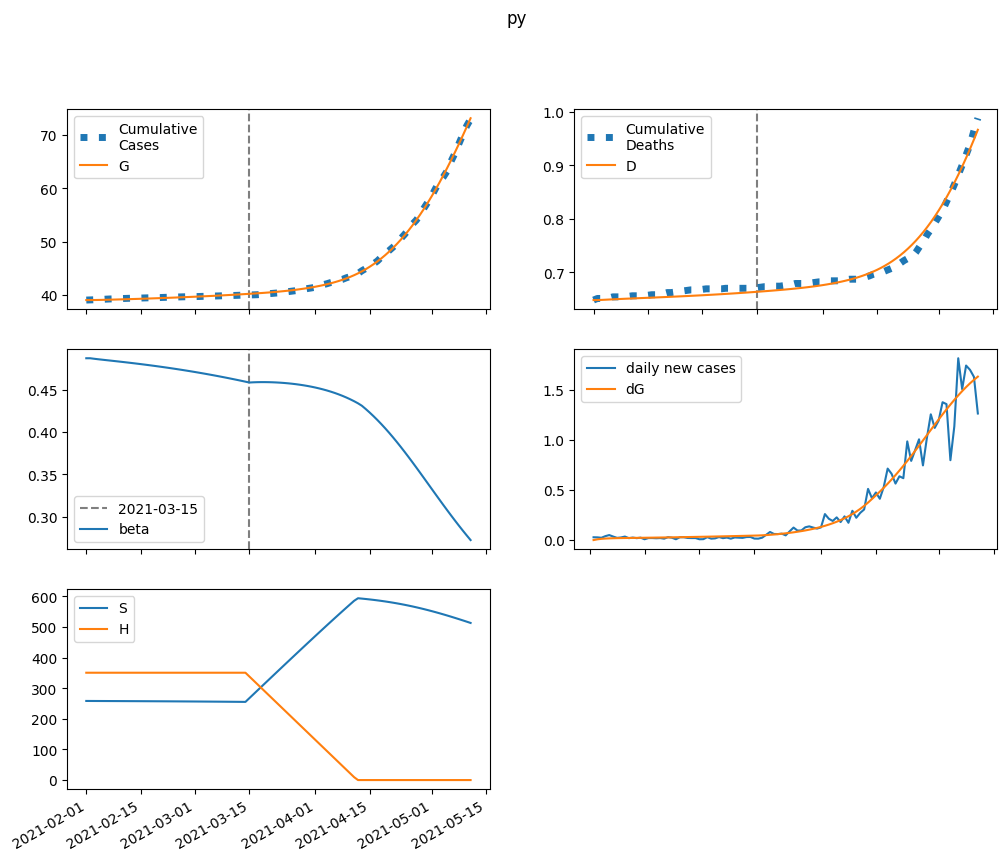 py
Cumulative
Cases
G
70
60
50
40
Cumulative
Deaths
D
1.0
0.9
0.8
0.7
0.45
0.40
0.35
0.30
2021-03-15
beta
daily new cases
dG
1.5
1.0
0.5
0.0
S
H
600
500
400
300
200
100
0
2021-02-01
2021-02-15
2021-03-01
2021-03-15
2021-04-01
2021-04-15
2021-05-01
2021-05-15